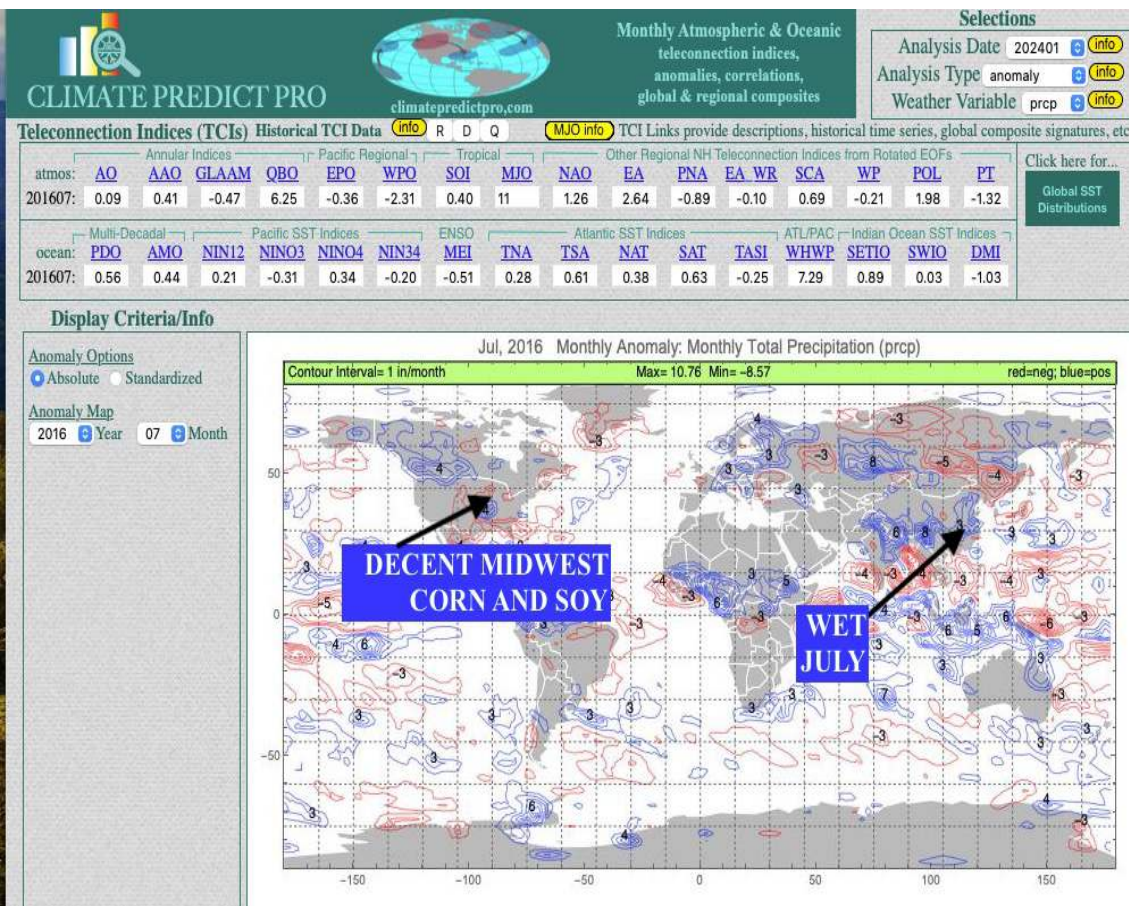 CLIMATE PREDICT PRO
climatepredictpro,com
Monthly Atmospheric & Oceanic
teleconnection indices,
anomalies, correlations,
global & regional composites
Selections
Analysis Date 202401 info
Analysis Type anomaly info
Weather Variable prcp info
Teleconnection Indices (TCIs) Historical TCI Data info R D Q MJO info TCI Links provide descriptions, historical time series, global composite signatures, etc
Annular Indices Pacific Regional Tropical Other Regional NH Teleconnection Indices from Rotated EOFs
atmos: AO AAO GLAAM QBO EPO WPO SOI MJO NAO EA PNA EA_WR SCA WP POL PT
201607: 0.09 0.41 -0.47 6.25 -0.36 -2.31 0.40 11 1.26 2.64 -0.89 -0.10 0.69 -0.21 1.98 -1.32
Multi-Decadal Pacific SST Indices ENSO Atlantic SST Indices ATL/PAC Indian Ocean SST Indices
ocean: PDO AMO NIN12 NINO3 NINO4 NIN34 MEI TNA TSA NAT SAT TASI WHWP SETIO SWIO DMI
201607: 0.56 0.44 0.21 -0.31 0.34 -0.20 -0.51 0.28 0.61 0.38 0.63 -0.25 7.29 0.89 0.03 -1.03
Click here for...
Global SST
Distributions
Display Criteria/Info
Anomaly Options
Absolute Standardized
Anomaly Map
2016 Year 07 Month
Jul, 2016 Monthly Anomaly: Monthly Total Precipitation (prcp)
Contour Interval= 1 in/month Max= 10.76 Min= −8.57 red=neg; blue=pos
50
0
−50
DECENT MIDWEST
CORN AND SOY
WET
JULY
−150 −100 −50 0 50 100 150